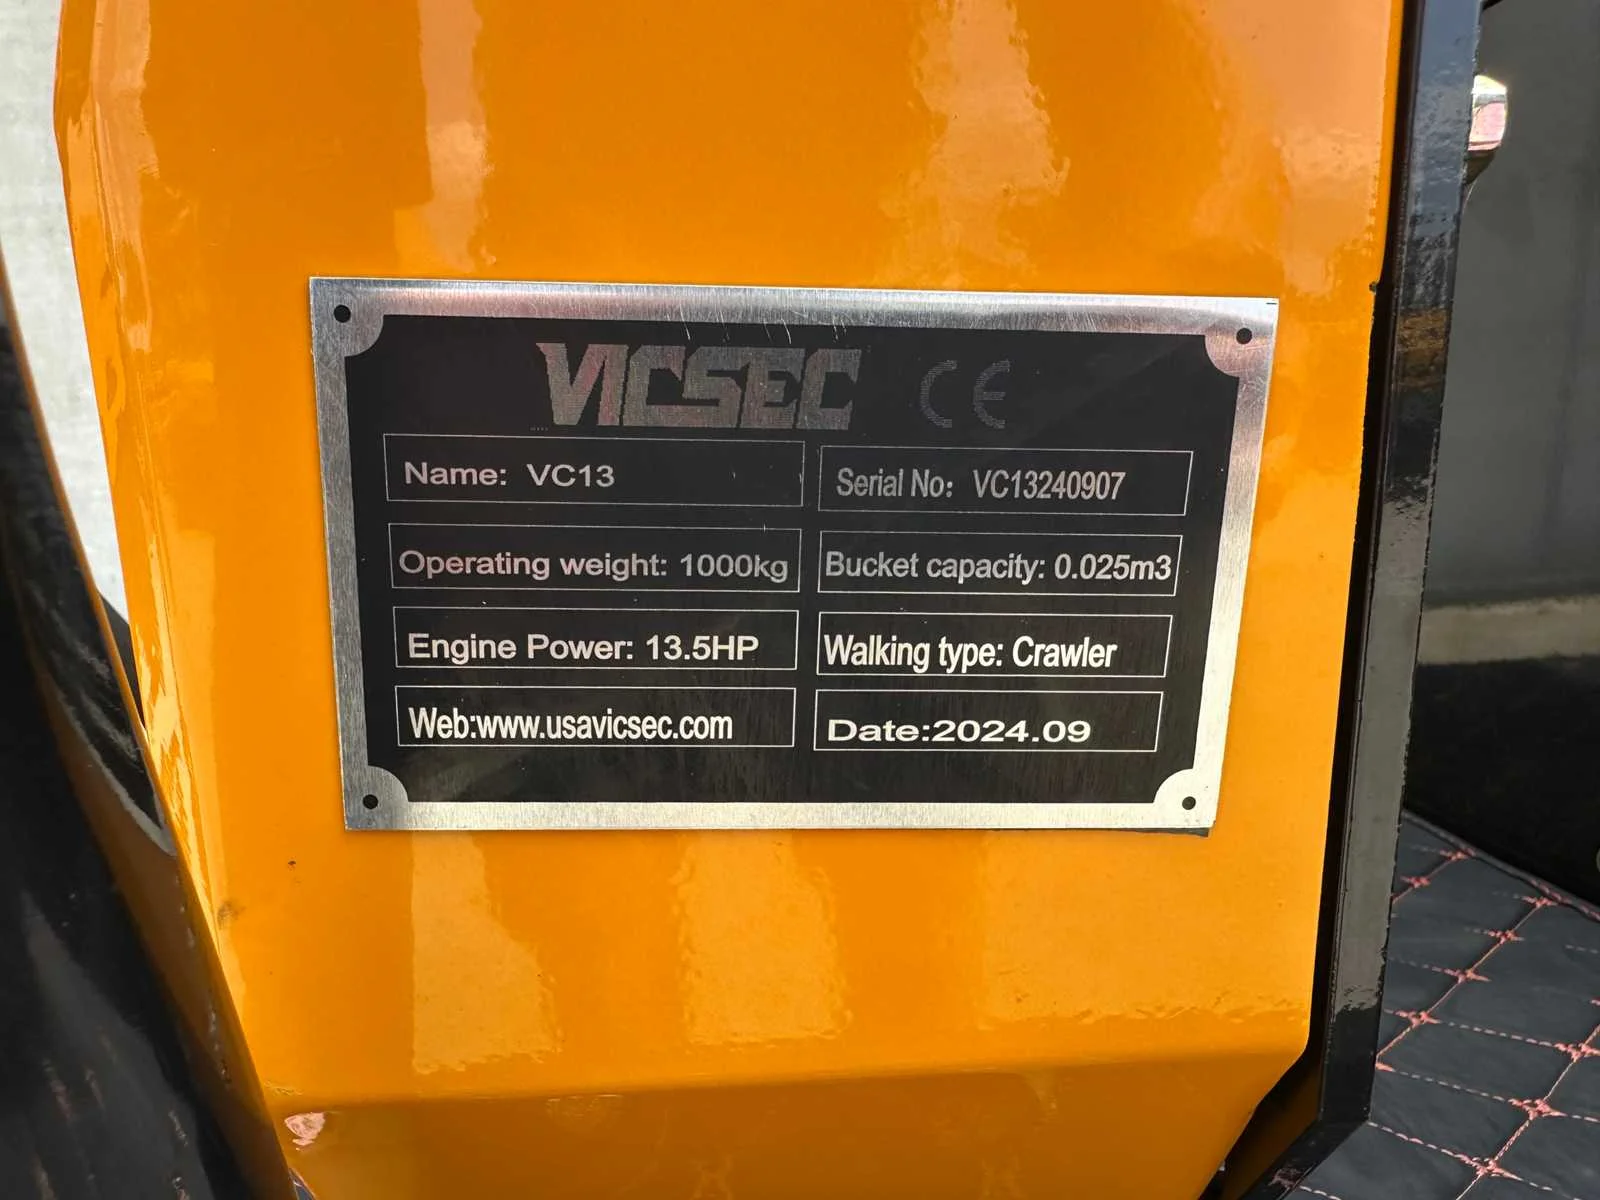 VICSEC CE
Name: VC13
Serial No: VC13240907
Operating weight: 1000kg
Bucket capacity: 0.025m3
Engine Power: 13.5HP
Walking type: Crawler
Web:www.usavicsec.com
Date:2024.09